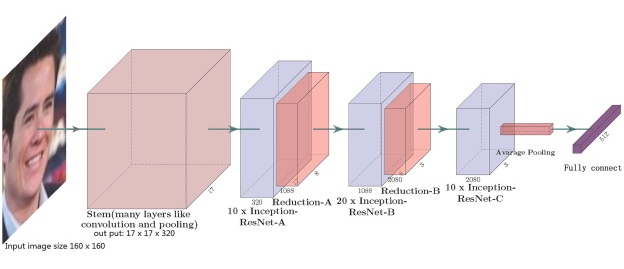 17
Stem(many layers like
convolution and pooling)
out put: 17 x 17 x 320
Input image size 160 x 160
320
1088
8
Reduction-A
10 x Inception-
ResNet-A
1088
2080
3
Reduction-B
20 x Inception-
ResNet-B
2080
3
10 x Inception-
ResNet-C
Avarage Pooling
512
Fully connect